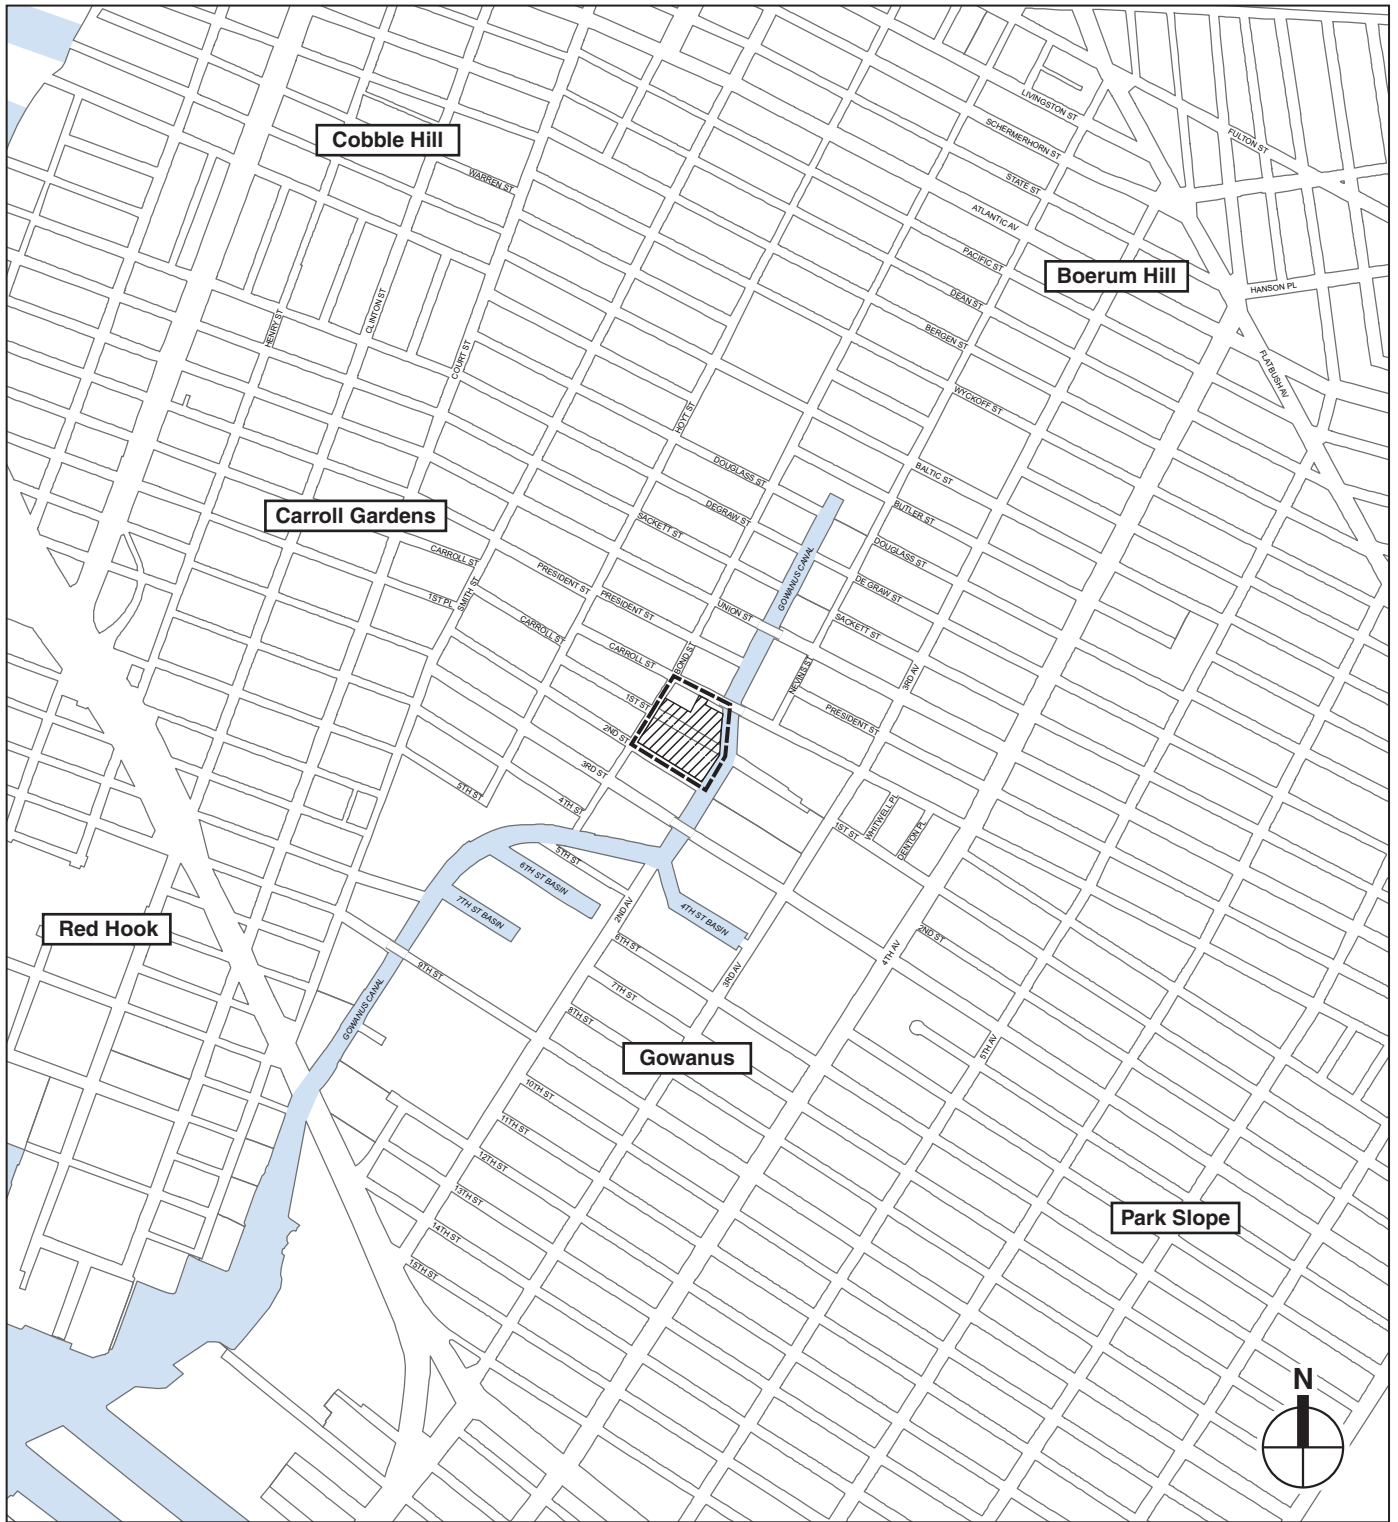 LIVINGSTON ST
SCHERMERHORN ST
FULTON ST
Cobble Hill
WARREN ST
STATE ST
ATLANTIC AV
PACIFIC ST
Boerum Hill
HANSON PL
DEAN ST
HENRY ST
CLINTON ST
BERGEN ST
COURT ST
FLATBUSH AV
WYCKOFF ST
HOYT ST
DOUGLASS ST
BALTIC ST
DEGRAW ST
BUTLER ST
Carroll Gardens
SACKETT ST
DOUGLASS ST
CARROLL ST
GOWANUS CANAL
PRESIDENT ST
DE GRAW ST
1ST PL
SMITH ST
PRESIDENT ST
UNION ST
CARROLL ST
SACKETT ST
CARROLL ST
BOND ST
NEVINS ST
3RD AV
1ST ST
PRESIDENT ST
2ND ST
3RD ST
5TH ST
4TH ST
WHITWELL PL
1ST ST
DENTON PL
5TH ST
6TH ST BASIN
7TH ST BASIN
2ND AV
4TH ST BASIN
Red Hook
6TH ST
2ND ST
4TH AV
9TH ST
3RD AV
7TH ST
GOWANUS CANAL
8TH ST
5TH AV
Gowanus
10TH ST
11TH ST
12TH ST
13TH ST
Park Slope
14TH ST
15TH ST
N